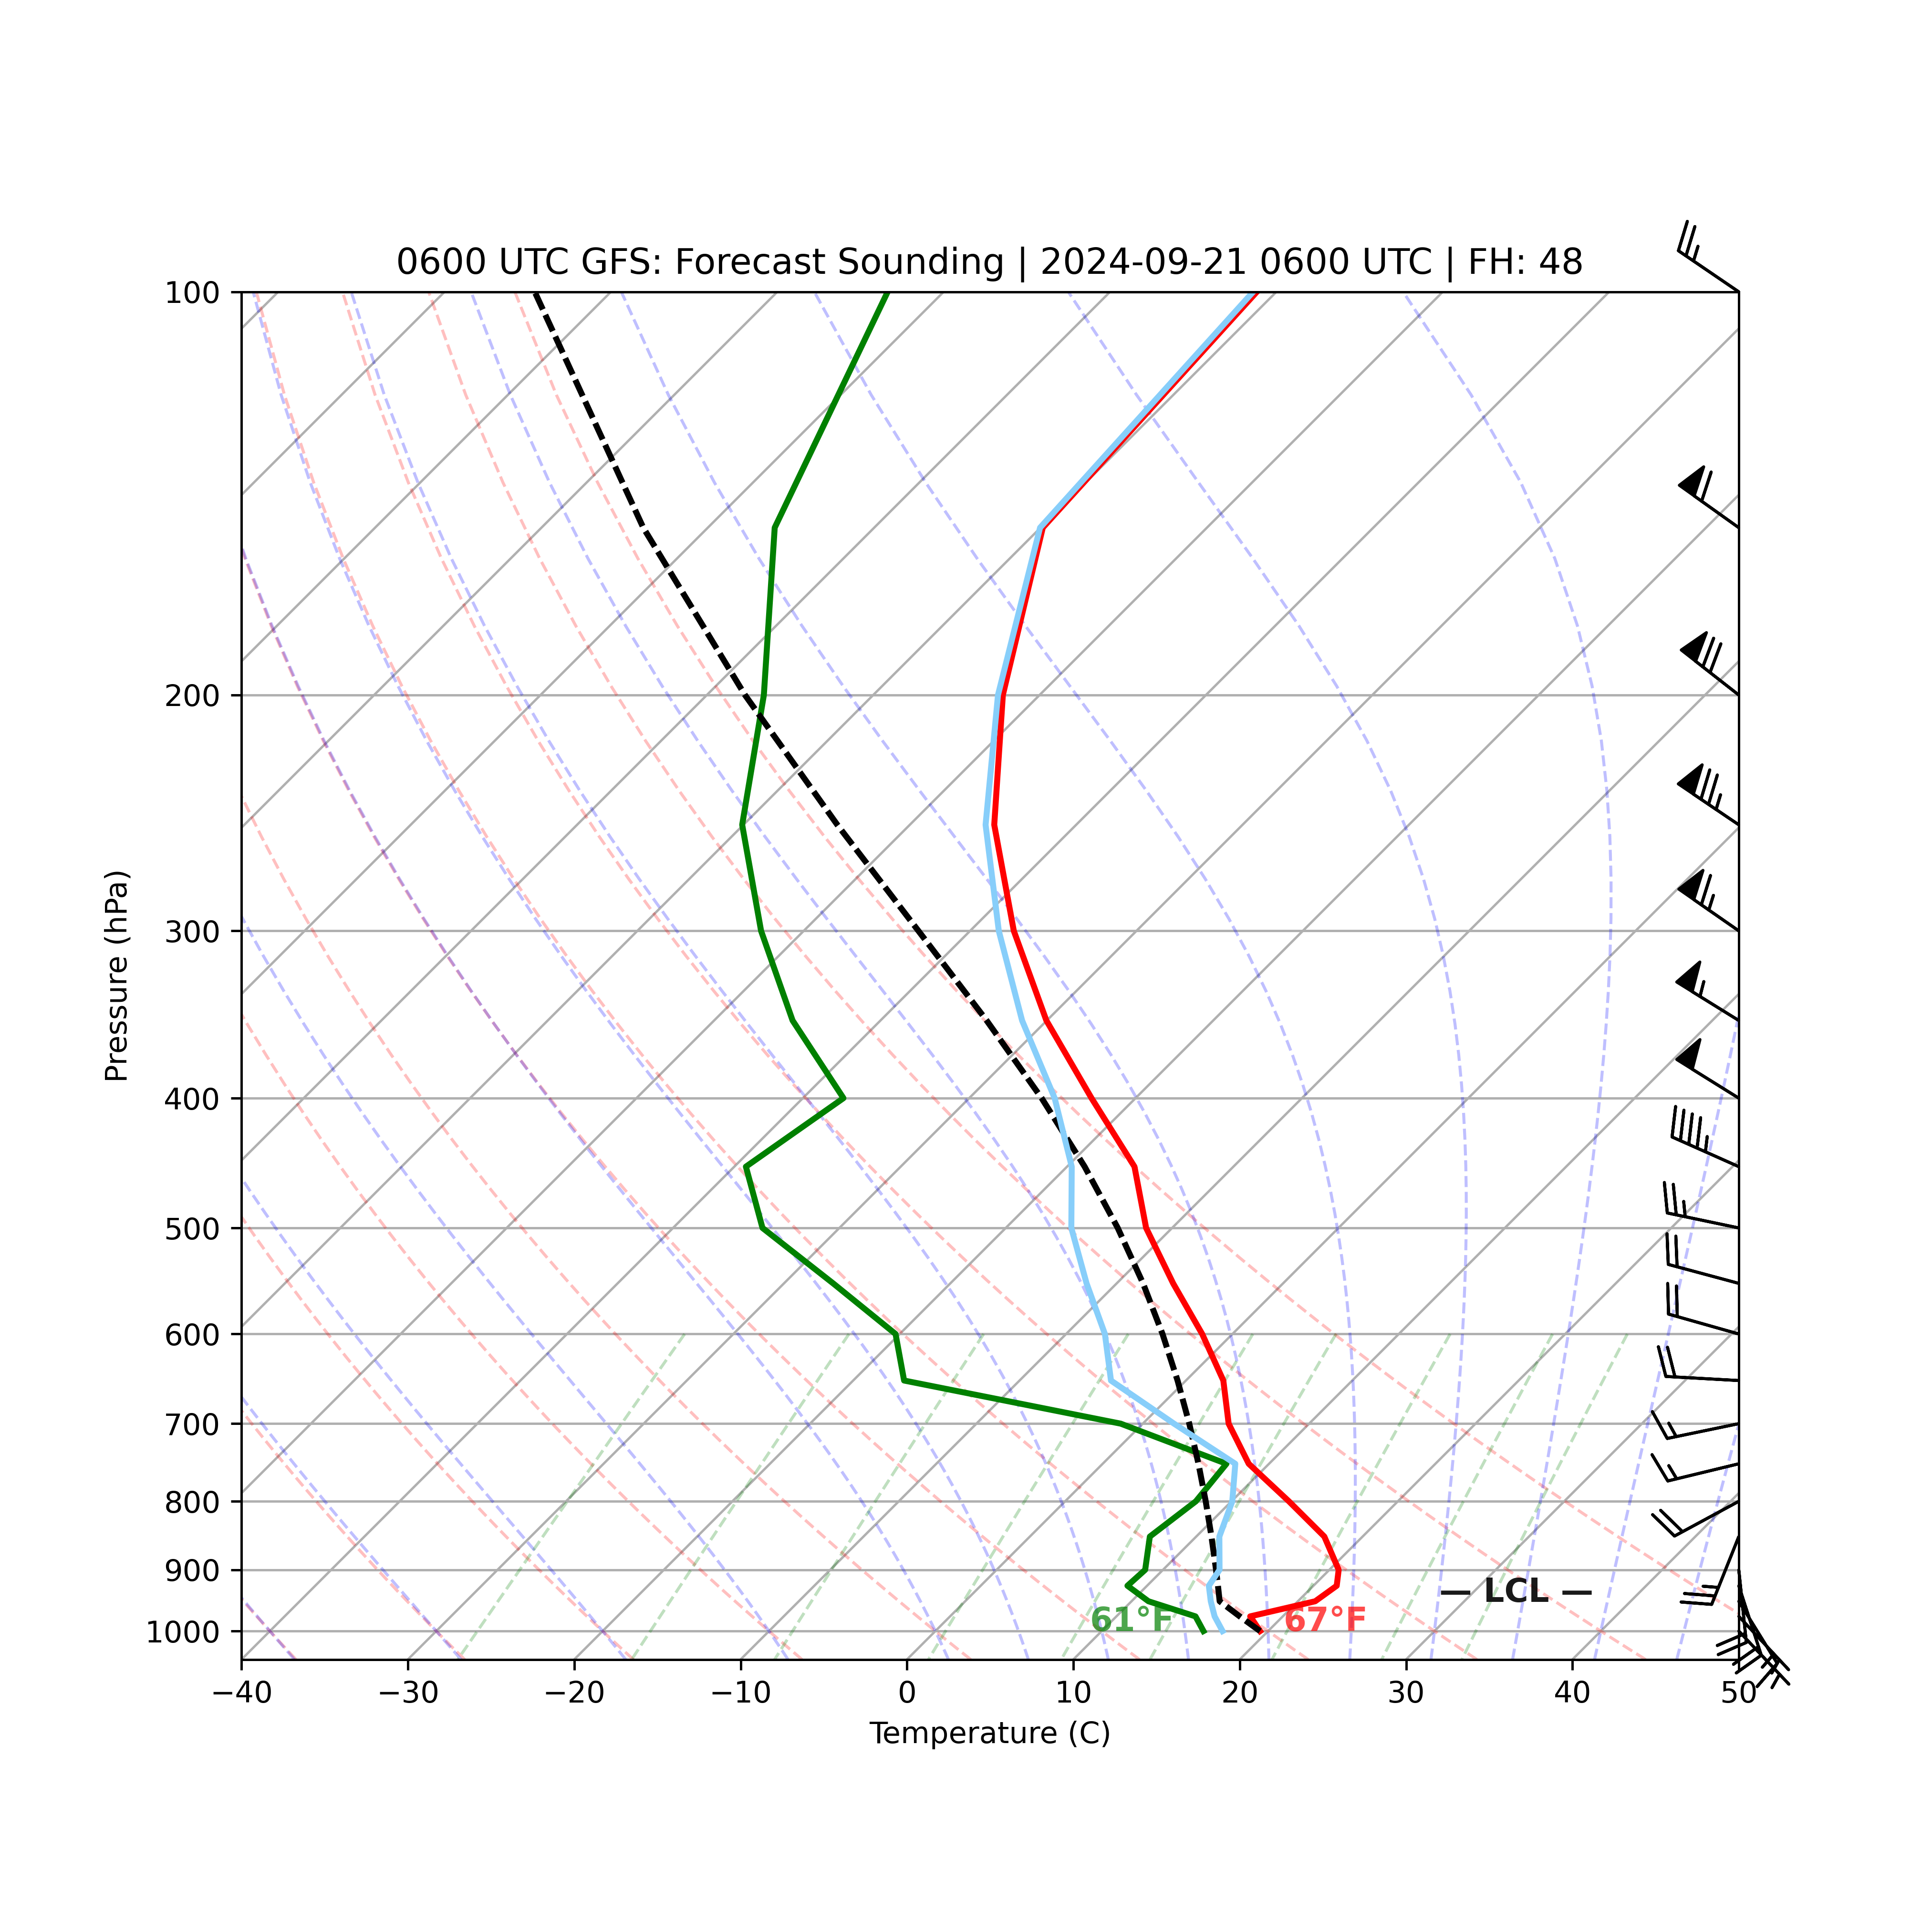 0600 UTC GFS: Forecast Sounding | 2024-09-21 0600 UTC | FH: 48
100
200
300
400
500
600
700
800
900
1000
Pressure (hPa)
— LCL —
61°F
67°F
−40 −30 −20 −10 0 10 20 30 40 50
Temperature (C)